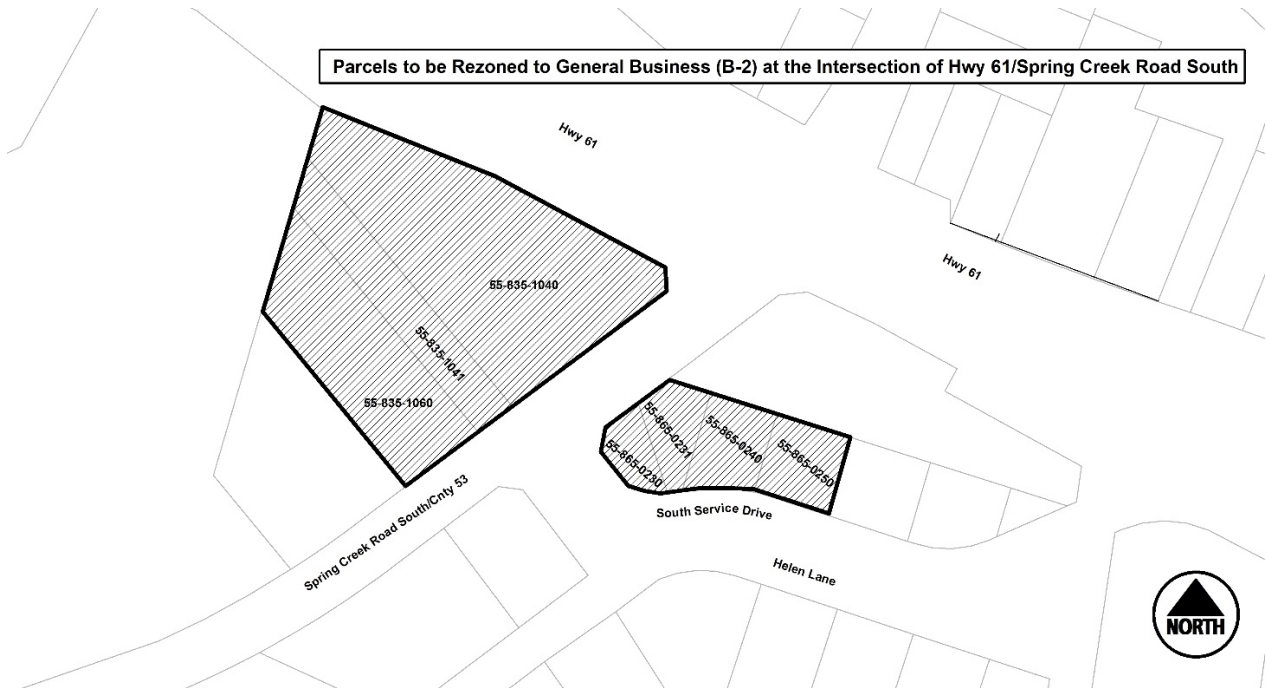 Parcels to be Rezoned to General Business (B-2) at the Intersection of Hwy 61/Spring Creek Road South
Hwy 61
Hwy 61
55-835-1040
55-835-1041
55-835-1060
55-865-0231
55-865-0240
55-865-0250
55-865-0230
Spring Creek Road South/Cnty 53
South Service Drive
Helen Lane
NORTH